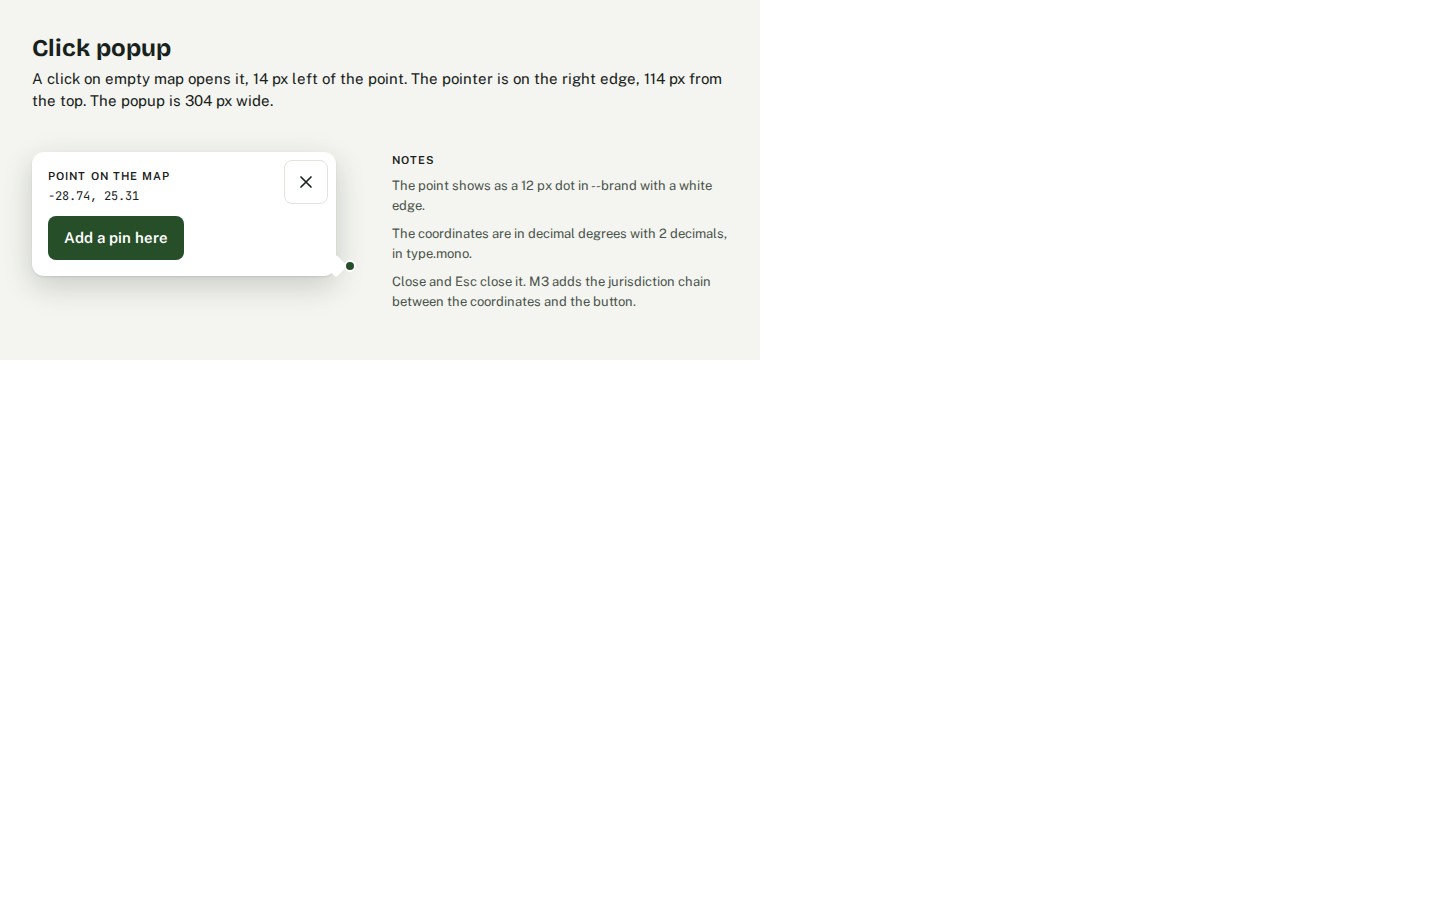 Click popup
A click on empty map opens it, 14 px left of the point. The pointer is on the right edge, 114 px from
the top. The popup is 304 px wide.
POINT ON THE MAP
-28.74, 25.31
Add a pin here
NOTES
The point shows as a 12 px dot in --brand with a white
edge.
The coordinates are in decimal degrees with 2 decimals,
in type.mono.
Close and Esc close it. M3 adds the jurisdiction chain
between the coordinates and the button.